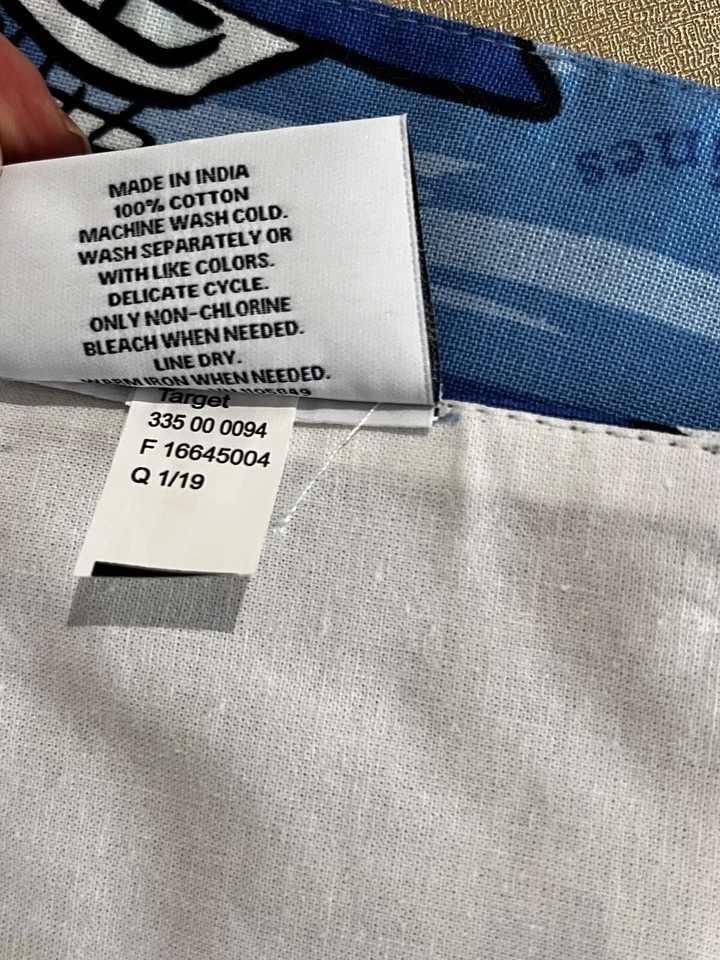 MADE IN INDIA
100% COTTON
MACHINE WASH COLD.
WASH SEPARATELY OR
WITH LIKE COLORS.
DELICATE CYCLE.
ONLY NON-CHLORINE
BLEACH WHEN NEEDED.
LINE DRY.
WARM IRON WHEN NEEDED.
Target
335 00 0094
F 16645004
Q 1/19